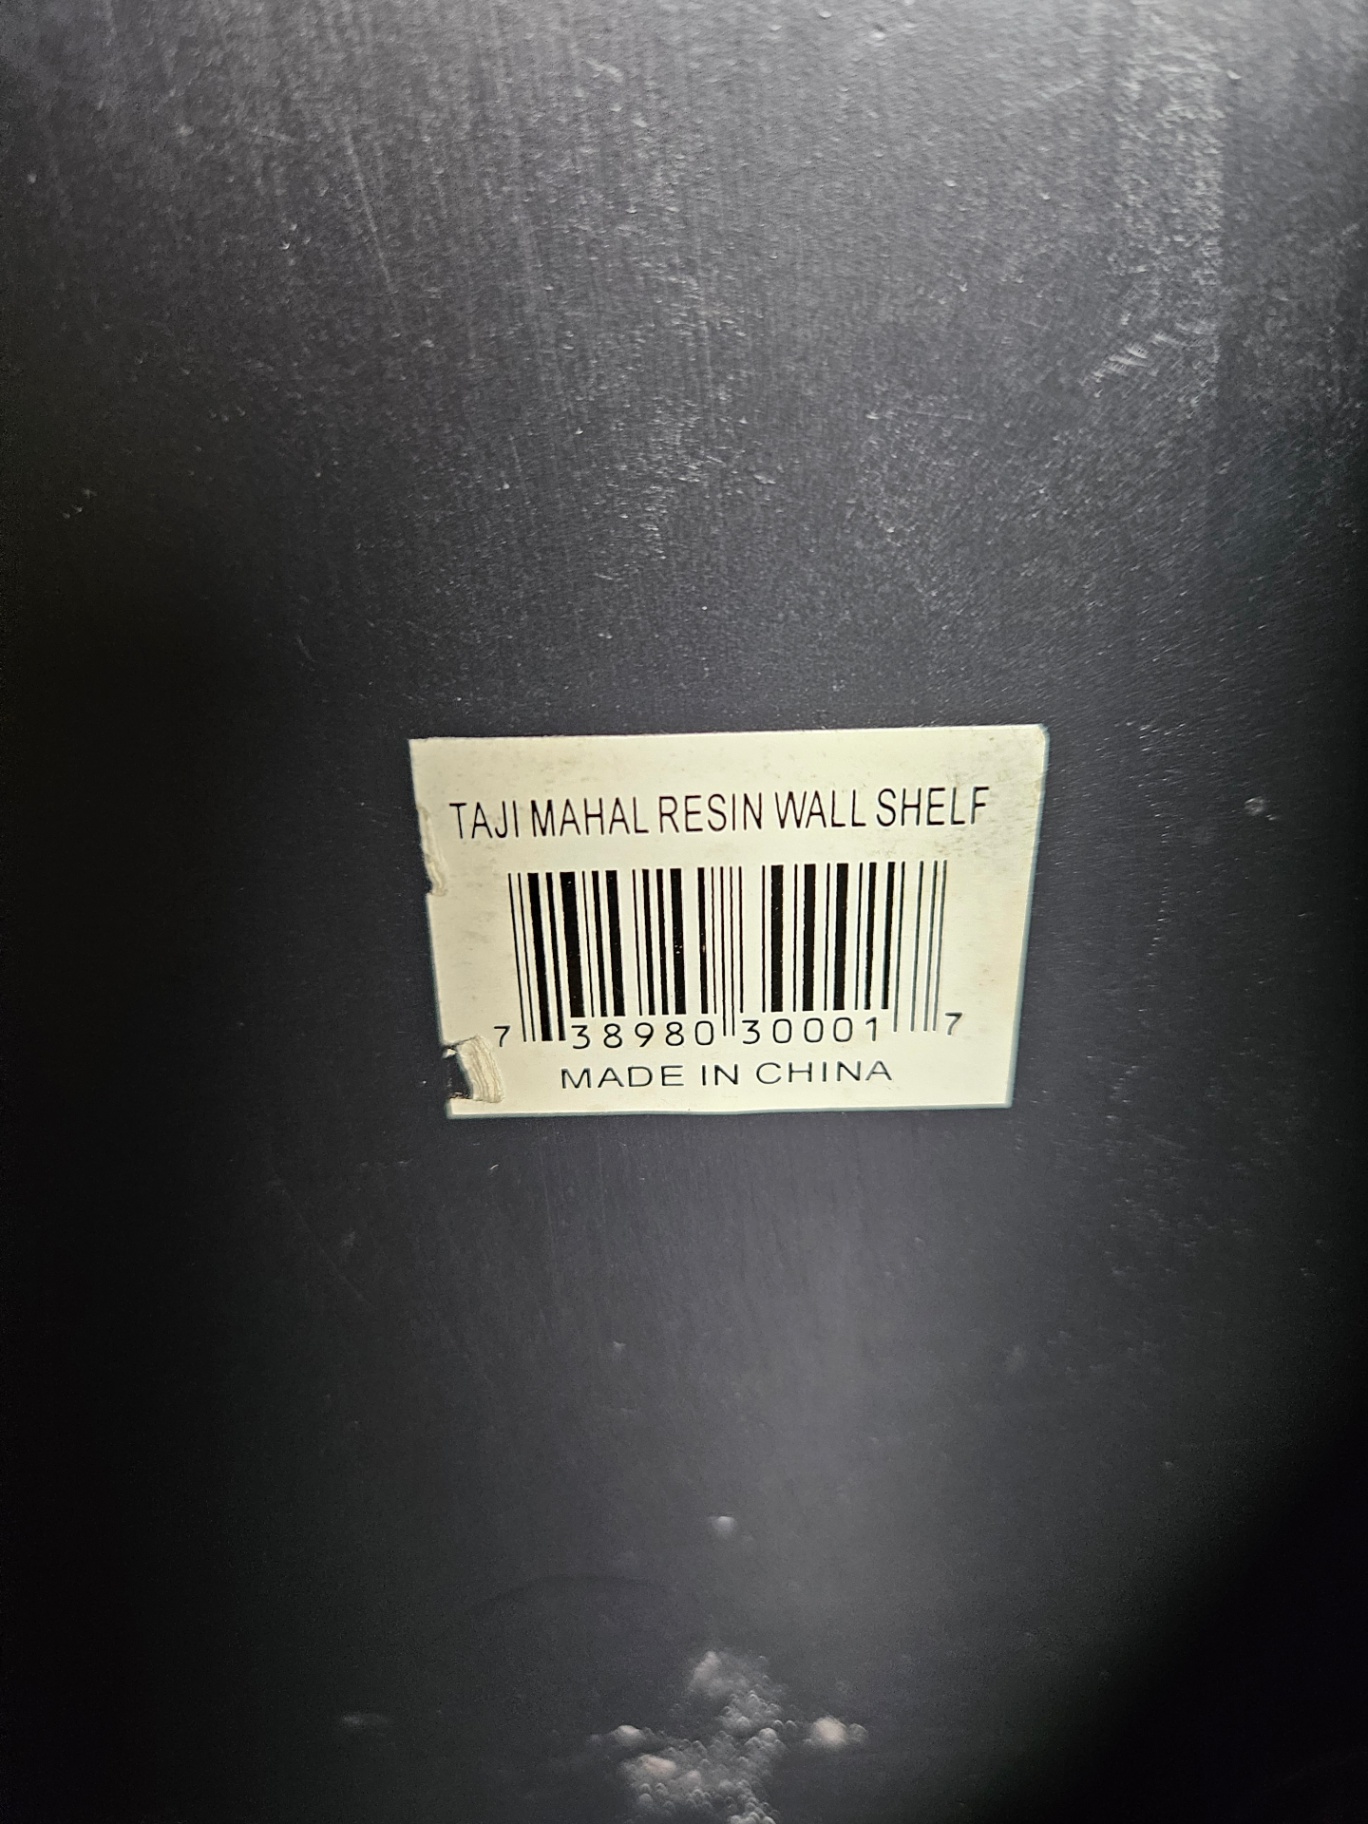 TAJI MAHAL RESIN WALL SHELF
7 38980 30001 7
MADE IN CHINA